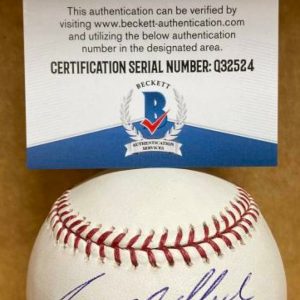 This authentication can be verified by
visiting www.beckett-authentication.com
and utilizing the below authentication
number in the designated area.
CERTIFICATION SERIAL NUMBER: Q32524
BECKETT
B
AUTHENTICATION
SERVICES